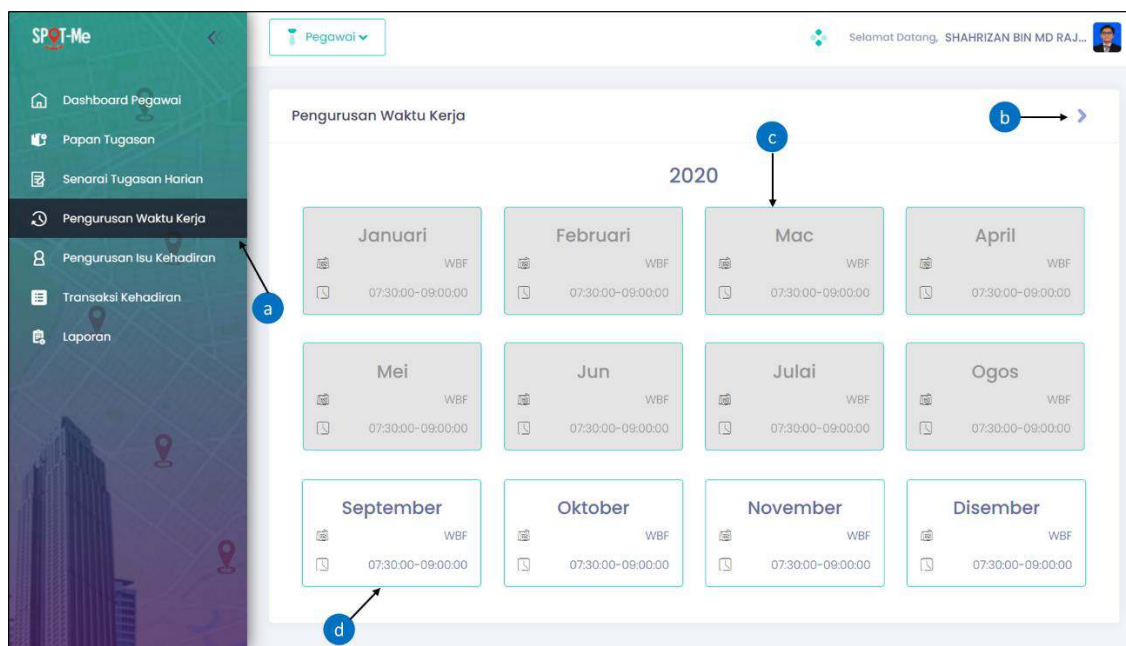 SPOT-Me
Pegawai
Selamat Datang, SHAHRIZAN BIN MD RAJ...
Dashboard Pegawai
Papan Tugasan
Senarai Tugasan Harian
Pengurusan Waktu Kerja
Pengurusan Isu Kehadiran
Transaksi Kehadiran
Laporan
a
Pengurusan Waktu Kerja
b
c
2020
Januari
WBF
07:30:00-09:00:00
Februari
WBF
07:30:00-09:00:00
Mac
WBF
07:30:00-09:00:00
April
WBF
07:30:00-09:00:00
Mei
WBF
07:30:00-09:00:00
Jun
WBF
07:30:00-09:00:00
Julai
WBF
07:30:00-09:00:00
Ogos
WBF
07:30:00-09:00:00
September
WBF
07:30:00-09:00:00
Oktober
WBF
07:30:00-09:00:00
November
WBF
07:30:00-09:00:00
Disember
WBF
07:30:00-09:00:00
d